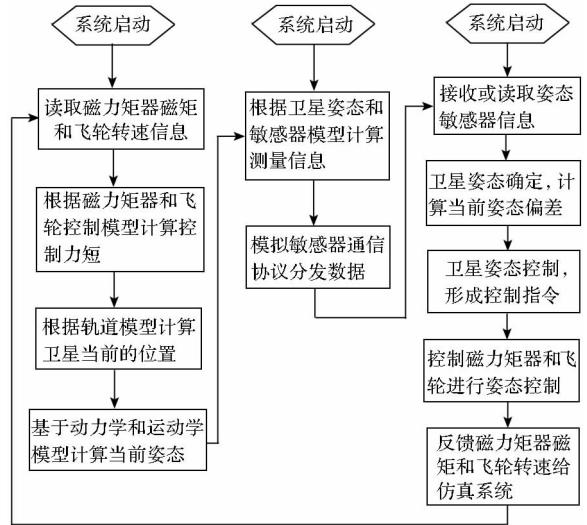 系统启动
读取磁力矩器磁矩
和飞轮转速信息
根据磁力矩器和飞
轮控制模型计算控
制力短
根据轨道模型计算
卫星当前的位置
基于动力学和运动学
模型计算当前姿态
系统启动
根据卫星姿态和
敏感器模型计算
测量信息
模拟敏感器通信
协议分发数据
系统启动
接收或读取姿态
敏感器信息
卫星姿态确定，计
算当前姿态偏差
卫星姿态控制，
形成控制指令
控制磁力矩器和飞
轮进行姿态控制
反馈磁力矩器磁
矩和飞轮转速给
仿真系统